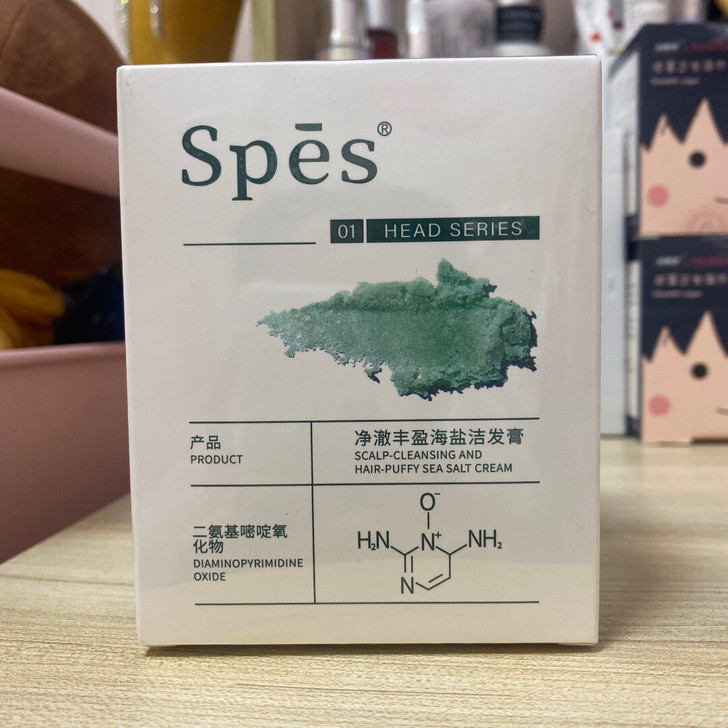 Spēs®
01 HEAD SERIES
产品
PRODUCT
净澈丰盈海盐洁发膏
SCALP-CLEANSING AND
HAIR-PUFFY SEA SALT CREAM
二氨基嘧啶氧
化物
DIAMINOPYRIMIDINE
OXIDE
O⁻
H₂N N⁺ NH₂
N